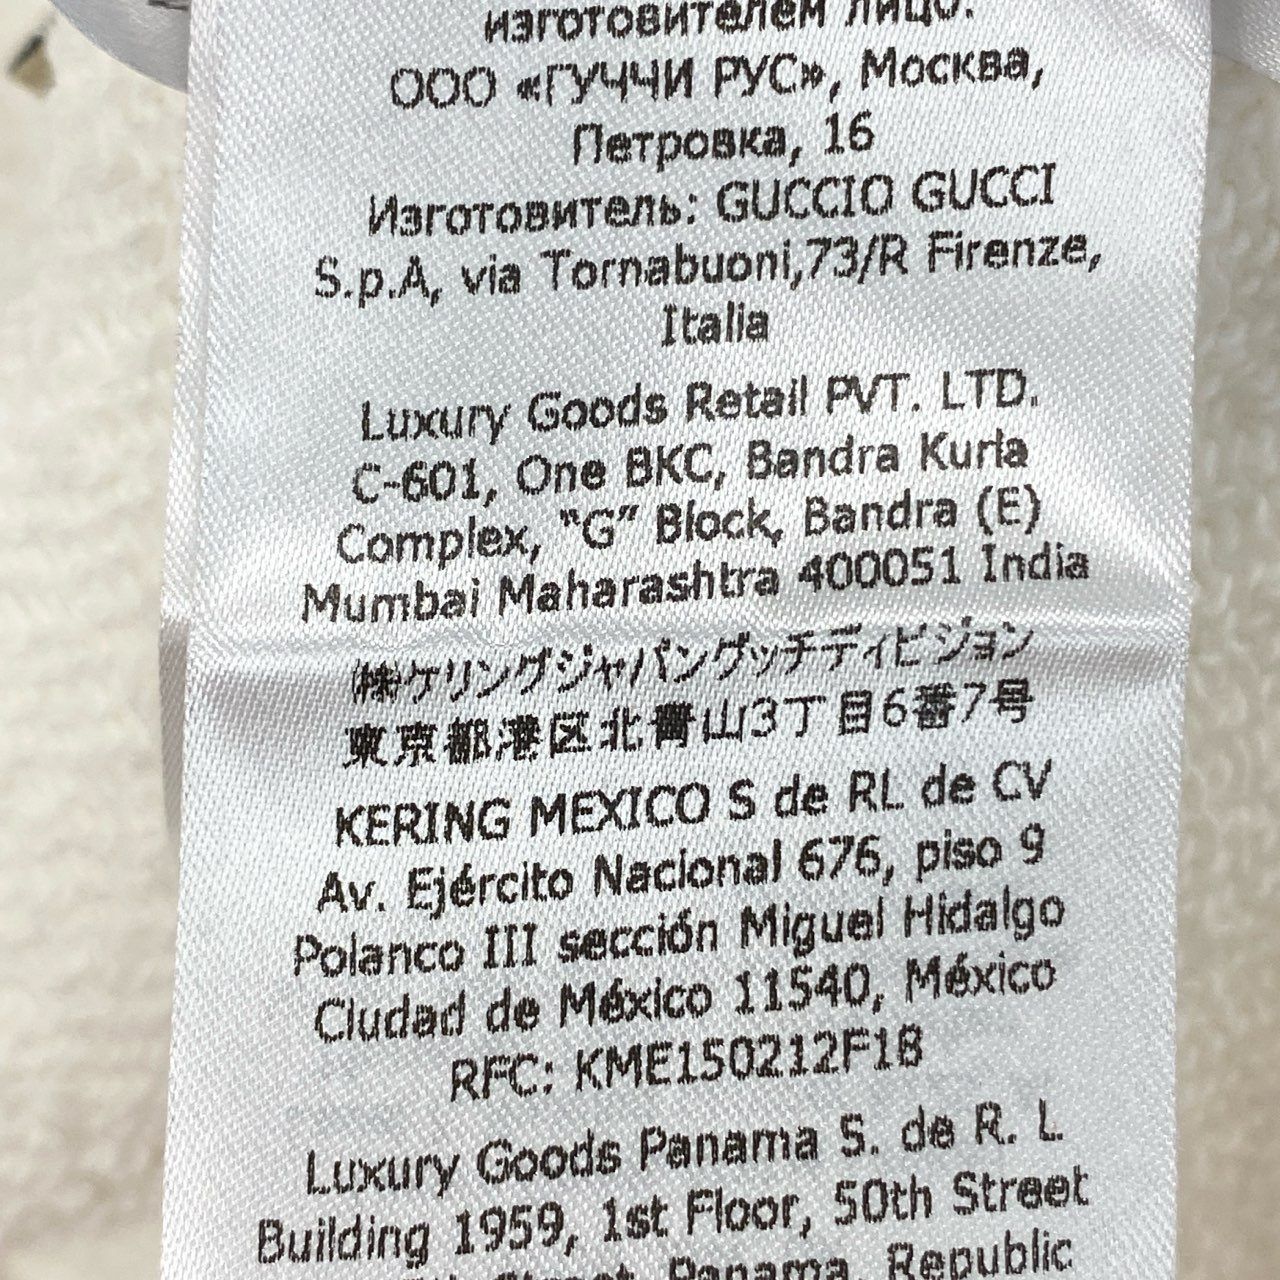 изготовителем лицо:
ООО «ГУЧЧИ РУС», Москва,
Петровка, 16
Изготовитель: GUCCIO GUCCI
S.p.A, via Tornabuoni,73/R Firenze,
Italia
Luxury Goods Retail PVT. LTD.
C-601, One BKC, Bandra Kurla
Complex, "G" Block, Bandra (E)
Mumbai Maharashtra 400051 India
㈱ケリングジャパングッチディビジョン
東京都港区北青山3丁目6番7号
KERING MEXICO S de RL de CV
Av. Ejército Nacional 676, piso 9
Polanco III sección Miguel Hidalgo
Ciudad de México 11540, México
RFC: KME150212F18
Luxury Goods Panama S. de R. L.
Building 1959, 1st Floor, 50th Street
Street, Panama, Republic